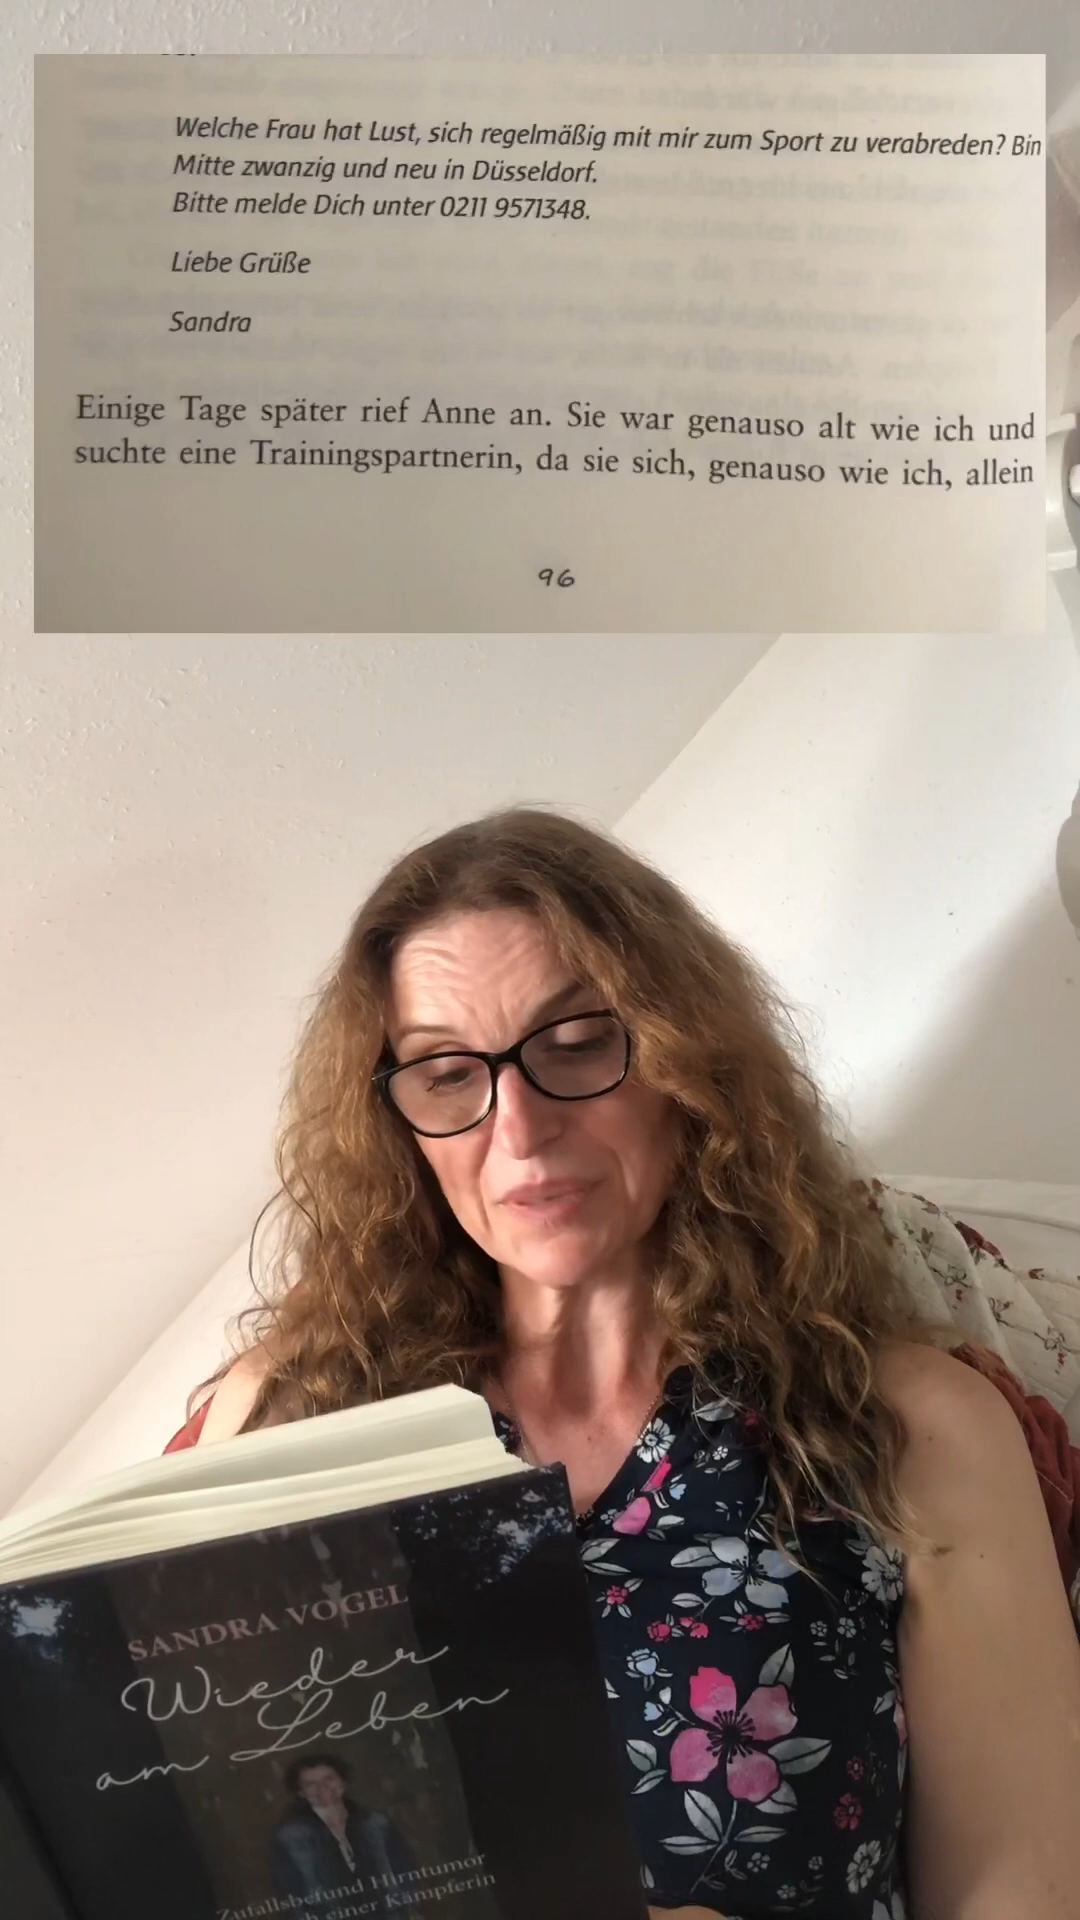 Welche Frau hat Lust, sich regelmäßig mit mir zum Sport zu verabreden? Bin
Mitte zwanzig und neu in Düsseldorf.
Bitte melde Dich unter 0211 9571348.
Liebe Grüße
Sandra
Einige Tage später rief Anne an. Sie war genauso alt wie ich und
suchte eine Trainingspartnerin, da sie sich, genauso wie ich, allein
96
SANDRA VOGEL
Wieder
am Leben
Zufallsbefund Hirntumor
einer Kämpferin